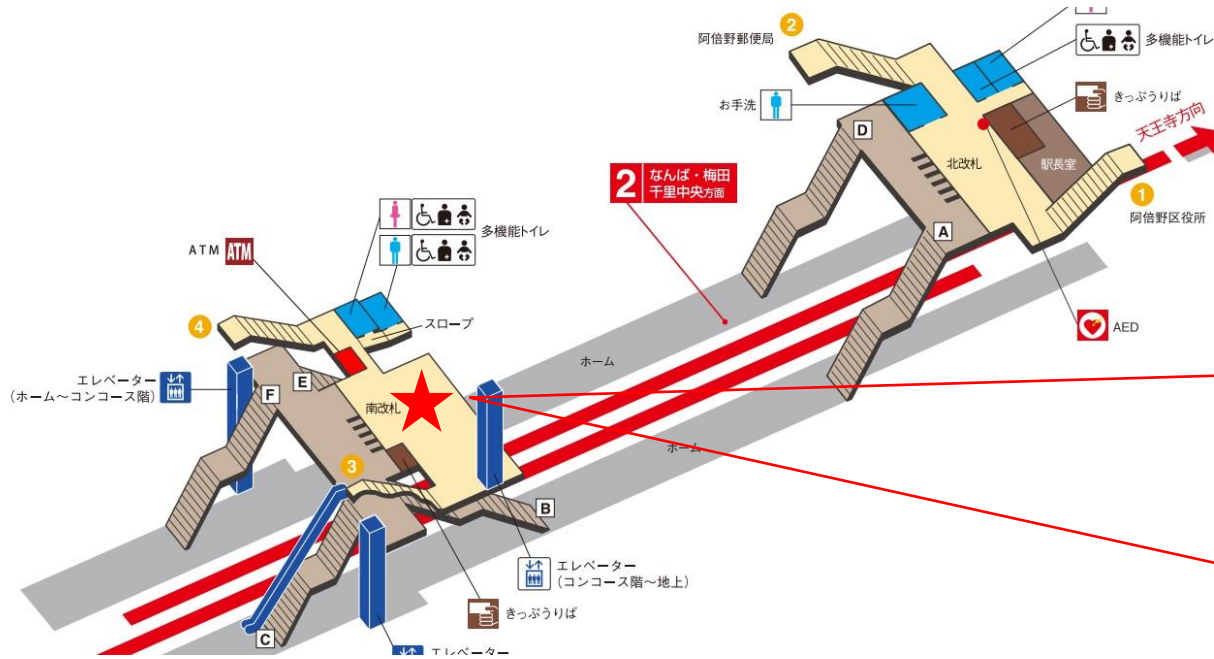 2
阿倍野郵便局
多機能トイレ
お手洗
きっぷうりば
天王寺方向
D
北改札
駅長室
2 なんば・梅田
千里中央方面
1
阿倍野区役所
A
多機能トイレ
ATM ATM
AED
4
スロープ
ホーム
エレベーター
(ホーム～コンコース階)
E
F
南改札
ホーム
3
B
エレベーター
(コンコース階～地上)
きっぷうりば
C
エレベーター